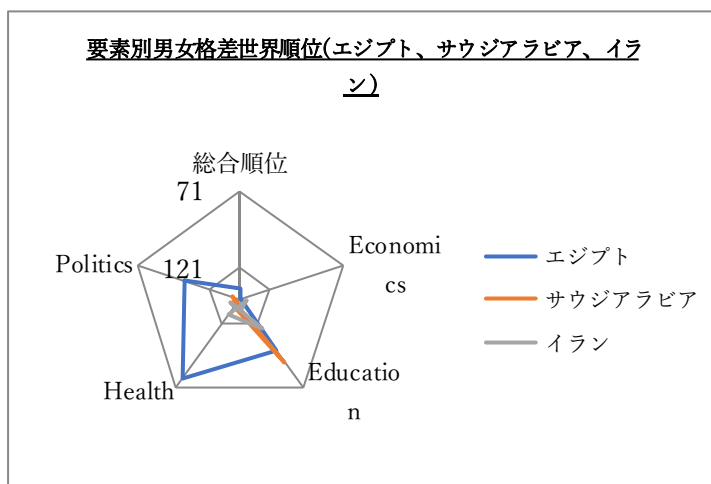 要素別男女格差世界順位(エジプト、サウジアラビア、イラ
ン)
総合順位
71
Economi
cs
Politics
121
エジプト
サウジアラビア
イラン
Health
Educatio
n